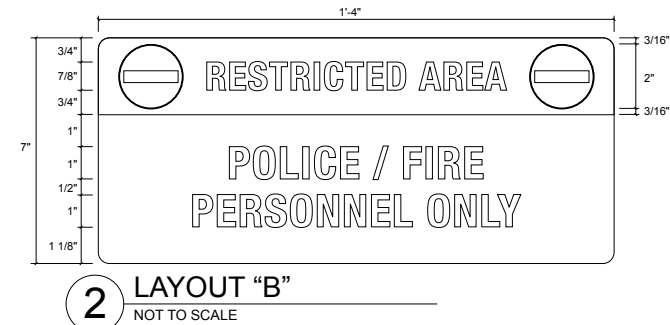 1'-4"
3/4"
7/8"
3/4"
1"
1"
1/2"
1"
1 1/8"
7"
3/16"
2"
3/16"
RESTRICTED AREA
POLICE / FIRE
PERSONNEL ONLY
2
LAYOUT “B”
NOT TO SCALE